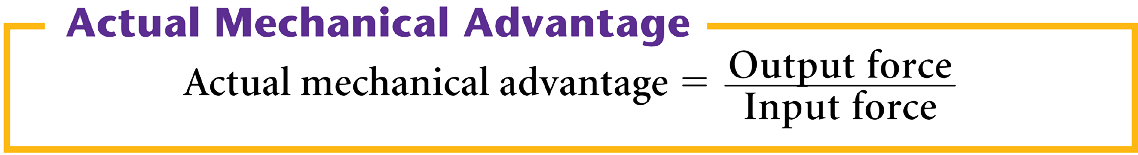 Actual Mechanical Advantage
Actual mechanical advantage = Output force / Input force